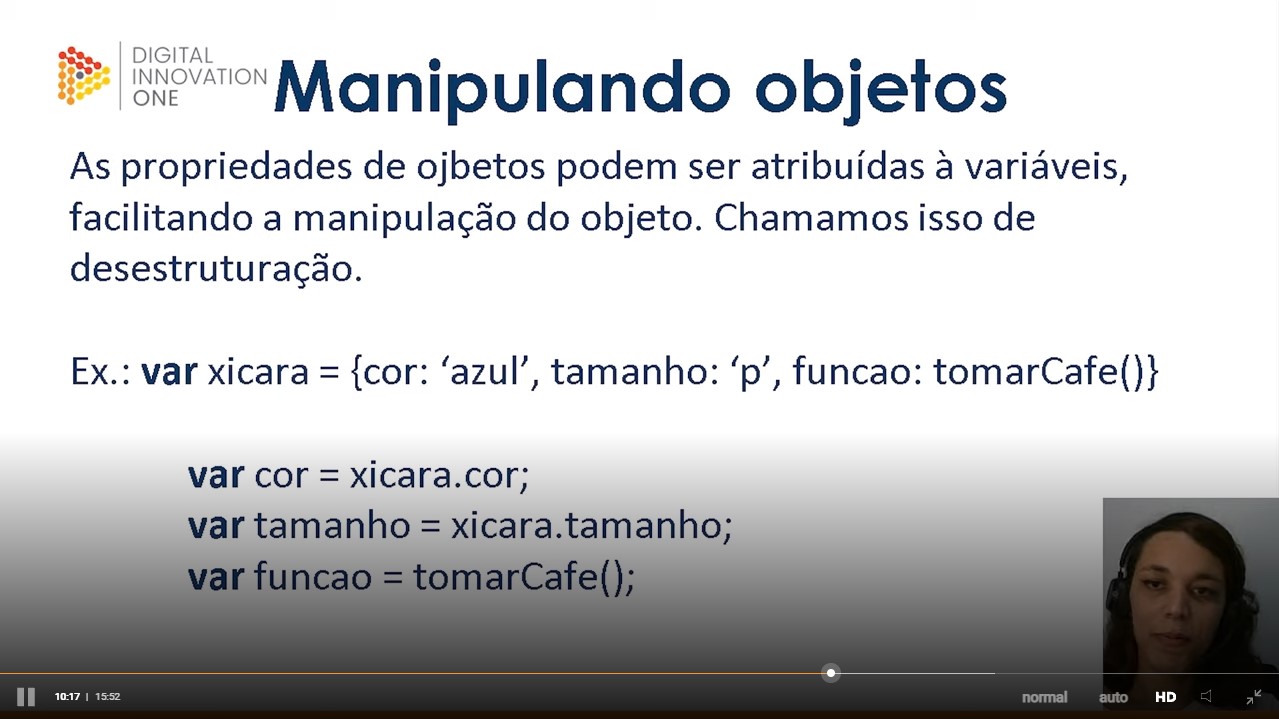 DIGITAL
INNOVATION
ONE
Manipulando objetos
As propriedades de ojbetos podem ser atribuídas à variáveis,
facilitando a manipulação do objeto. Chamamos isso de
desestruturação.
Ex.: var xicara = {cor: ‘azul’, tamanho: ‘p’, funcao: tomarCafe()}
var cor = xicara.cor;
var tamanho = xicara.tamanho;
var funcao = tomarCafe();
10:17 | 15:52
normal auto HD